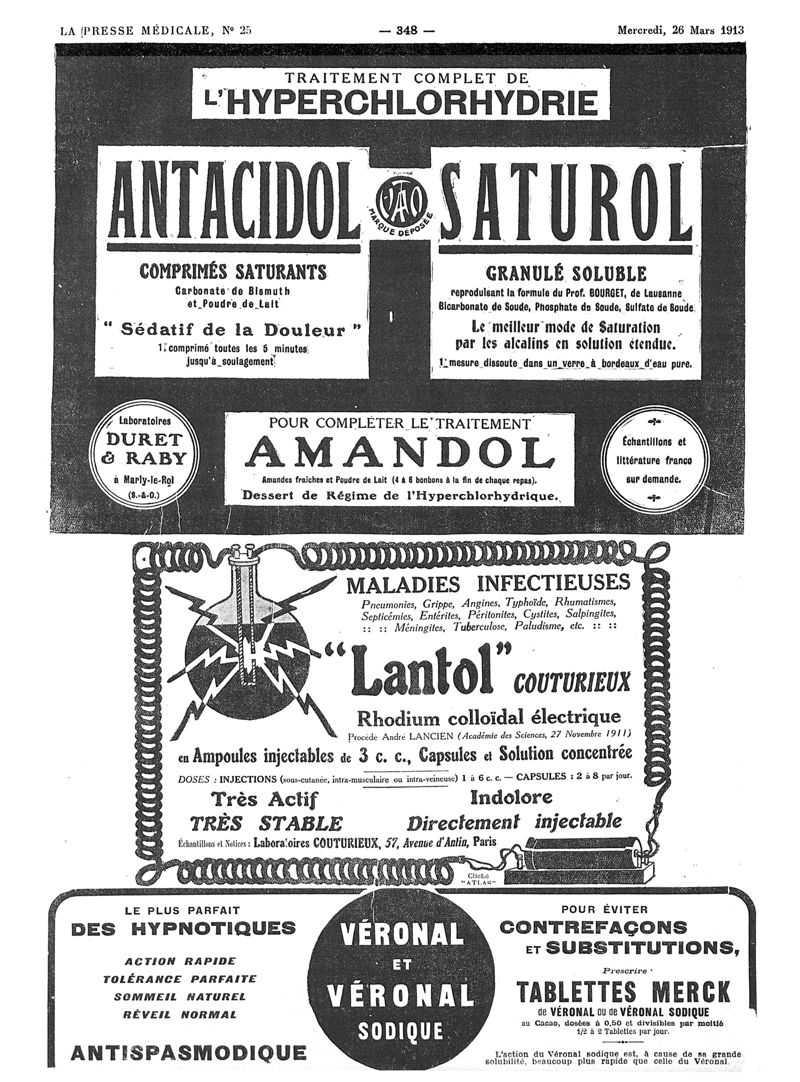 LA PRESSE MÉDICALE, Nº 25
— 348 —
Mercredi, 26 Mars 1913
TRAITEMENT COMPLET DE
L'HYPERCHLORHYDRIE
ANTACIDOL
COMPRIMÉS SATURANTS
Carbonate de Bismuth
et Poudre de Lait
" Sédatif de la Douleur "
1 comprimé toutes les 5 minutes
jusqu'à soulagement
MARQUE DÉPOSÉE
SATUROL
GRANULÉ SOLUBLE
reproduisant la formule du Prof. BOURGET, de Lausanne
Bicarbonate de Soude, Phosphate de Soude, Sulfate de Soude
Le meilleur mode de Saturation
par les alcalins en solution étendue.
1 mesure dissoute dans un verre à bordeaux d'eau pure.
Laboratoires
DURET
& RABY
à Marly-le-Roi
(S.-&-O.)
POUR COMPLÉTER LE TRAITEMENT
AMANDOL
Amandes fraîches et Poudre de Lait (4 à 6 bonbons à la fin de chaque repas).
Dessert de Régime de l'Hyperchlorhydrique.
Échantillons et
littérature franco
sur demande.
MALADIES INFECTIEUSES
Pneumonies, Grippe, Angines, Typhoïde, Rhumatismes,
Septicémies, Entérites, Péritonites, Cystites, Salpingites,
:: :: Méningites, Tuberculose, Paludisme, etc. :: ::
"Lantol" COUTURIEUX
Rhodium colloïdal électrique
Procédé André LANCIEN (Académie des Sciences, 27 Novembre 1911)
en Ampoules injectables de 3 c. c., Capsules et Solution concentrée
DOSES : INJECTIONS (sous-cutanée, intra-musculaire ou intra-veineuse) 1 à 6 c. c. — CAPSULES : 2 à 8 par jour.
Très Actif
Indolore
TRÈS STABLE
Directement injectable
Échantillons et Notices : Laboratoires COUTURIEUX, 57, Avenue d'Antin, Paris
Cliché
"ATLAS"
LE PLUS PARFAIT
DES HYPNOTIQUES
ACTION RAPIDE
TOLÉRANCE PARFAITE
SOMMEIL NATUREL
RÉVEIL NORMAL
ANTISPASMODIQUE
VÉRONAL
ET
VÉRONAL
SODIQUE
POUR ÉVITER
CONTREFAÇONS
ET SUBSTITUTIONS,
Prescrire :
TABLETTES MERCK
de VÉRONAL ou de VÉRONAL SODIQUE
au Cacao, dosées à 0,50 et divisibles par moitié
1/2 à 2 Tablettes par jour.
L'action du Véronal sodique est, à cause de sa grande
solubilité, beaucoup plus rapide que celle du Véronal.